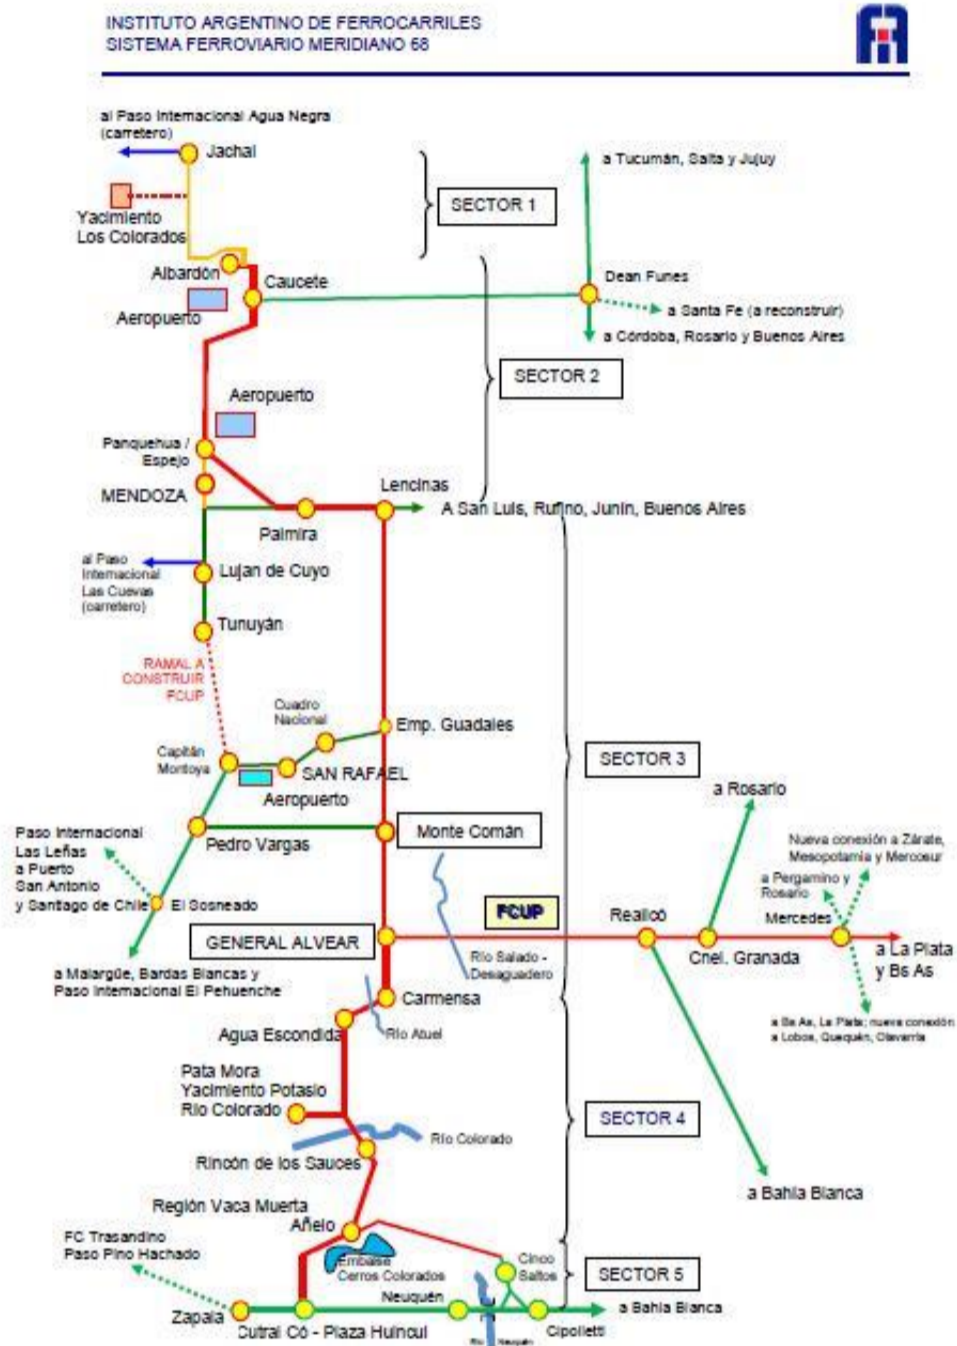 INSTITUTO ARGENTINO DE FERROCARRILES
SISTEMA FERROVIARIO MERIDIANO 68
al Paso Internacional Agua Negra
(carretero)
Jachal
a Tucumán, Salta y Jujuy
SECTOR 1
Yacimiento
Los Colorados
Albardón
Caucete
Dean Funes
Aeropuerto
a Santa Fe (a reconstruir)
a Córdoba, Rosario y Buenos Aires
SECTOR 2
Aeropuerto
Panquehua /
Espejo
MENDOZA
Lencinas
A San Luis, Rufino, Junin, Buenos Aires
Palmira
al Paso
Internacional
Las Cuevas
(carretero)
Lujan de Cuyo
Tunuyán
RAMAL A
CONSTRUIR
FCUP
Cuadro
Nacional
Emp. Guadales
Capitán
Montoya
SAN RAFAEL
SECTOR 3
Aeropuerto
a Rosario
Paso Internacional
Las Leñas
a Puerto
San Antonio
y Santiago de Chile
Pedro Vargas
Monte Comán
Nueva conexión a Zárate,
Mesopotamia y Mercosur
a Pergamino y
Rosario
El Sosneado
FCUP
Realicó
Mercedes
GENERAL ALVEAR
Río Salado -
Desaguadero
Cnel. Granada
a La Plata
y Bs As
a Malargüe, Bardas Blancas y
Paso Internacional El Pehuenche
Carmensa
Agua Escondida
Río Atuel
a Bs As, La Plata; nueva conexión
a Lobos, Quequén, Olavarría
Pata Mora
Yacimiento Potasio
Río Colorado
SECTOR 4
Río Colorado
Rincón de los Sauces
a Bahía Blanca
Región Vaca Muerta
Añelo
FC Trasandino
Paso Pino Hachado
Embalse
Cerros Colorados
Cinco
Saltos
SECTOR 5
Neuquén
a Bahía Blanca
Zapala
Cutral Có - Plaza Huincul
Río Neuquén
Cipolletti